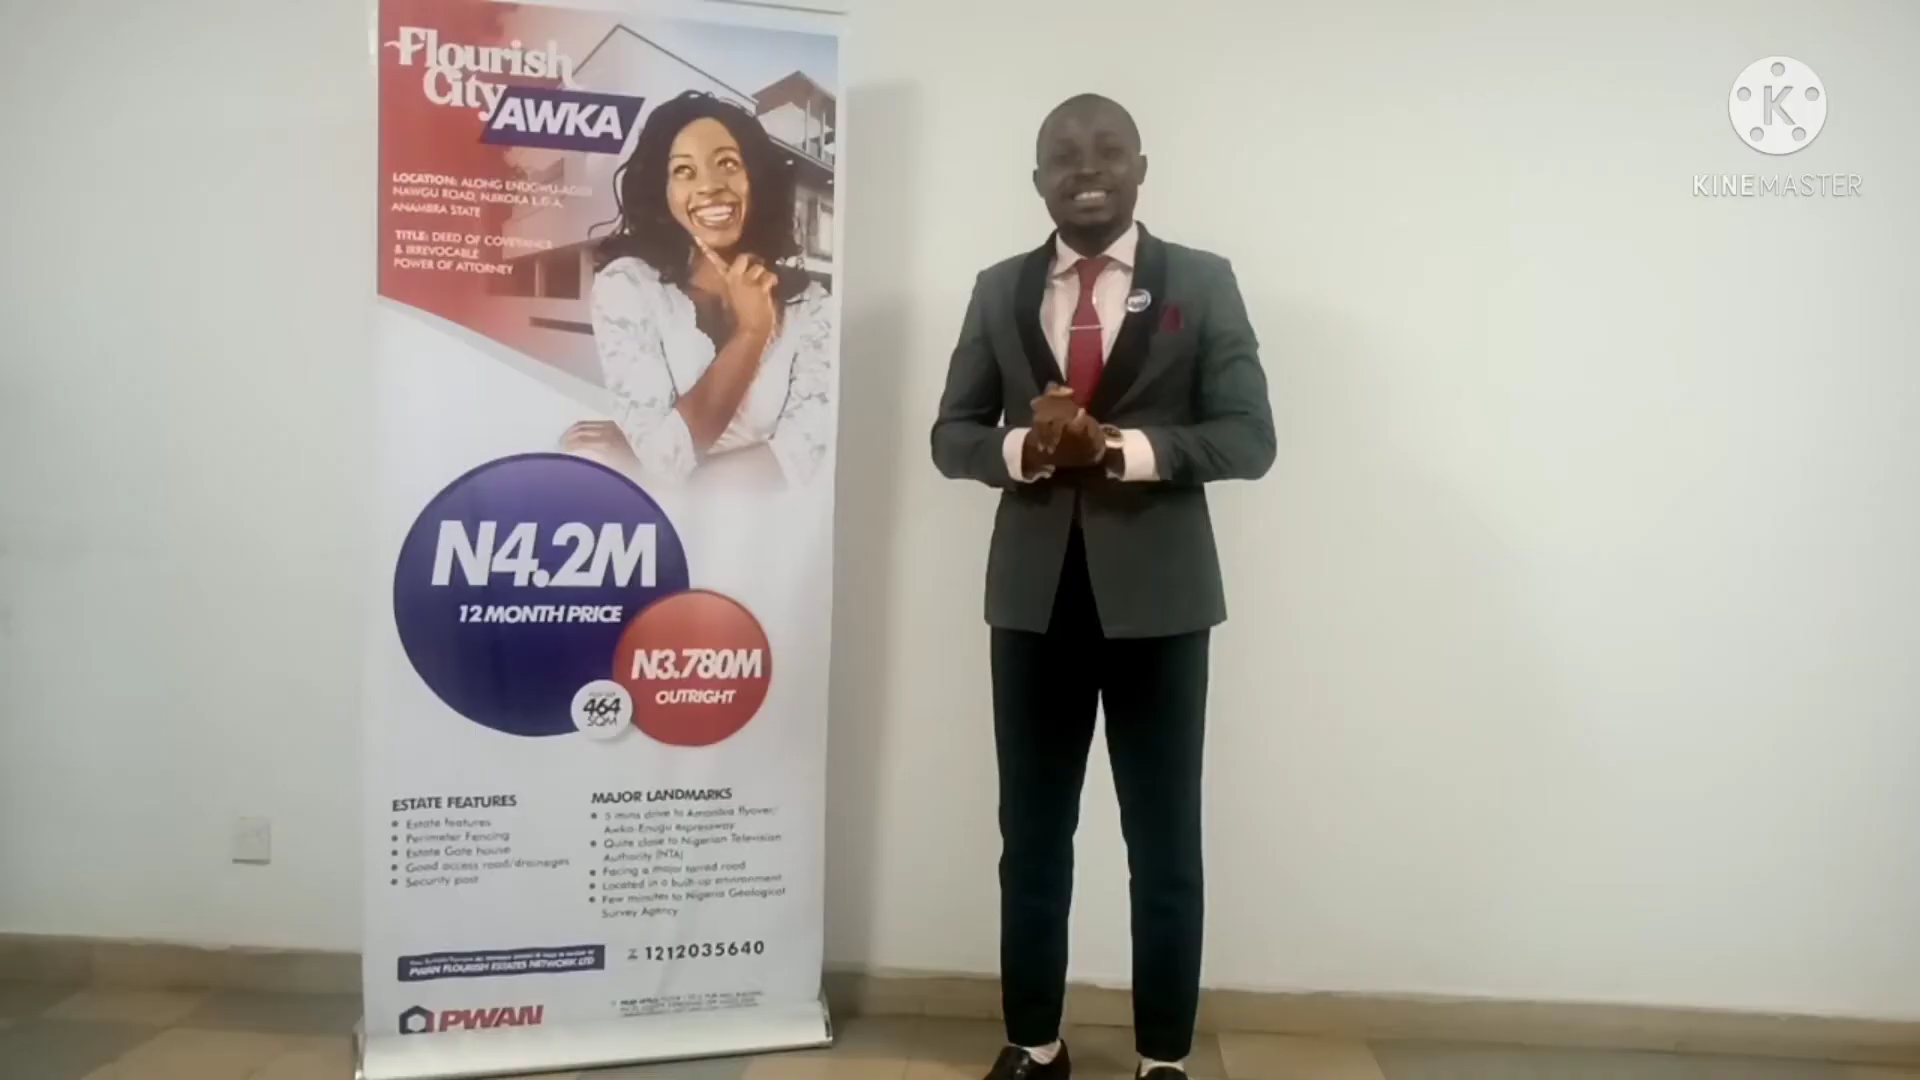 Flourish
City
AWKA
LOCATION: ALONG ENUGWU-AGIDI
NAWGU ROAD, NJIKOKA L.G.A,
ANAMBRA STATE
TITLE: DEED OF COVEYANCE
& IRREVOCABLE
POWER OF ATTORNEY
N4.2M
12 MONTH PRICE
N3.780M
OUTRIGHT
464
SQM
ESTATE FEATURES
Estate features
Perimeter Fencing
Estate Gate house
Good access road/drainages
Security post
MAJOR LANDMARKS
5 mins drive to Amansea flyover/
Awka-Enugu expressway
Quite close to Nigerian Television
Authority (NTA)
Facing a major tarred road
Located in a built-up environment
Few minutes to Nigeria Geological
Survey Agency
PWAN FLOURISH ESTATES NETWORK LTD
1212035640
PWAN
K
KINEMASTER